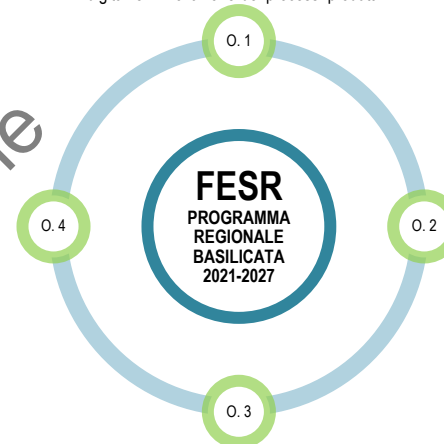 O. 1
FESR
PROGRAMMA
REGIONALE
BASILICATA
2021-2027
O. 4
O. 2
O. 3